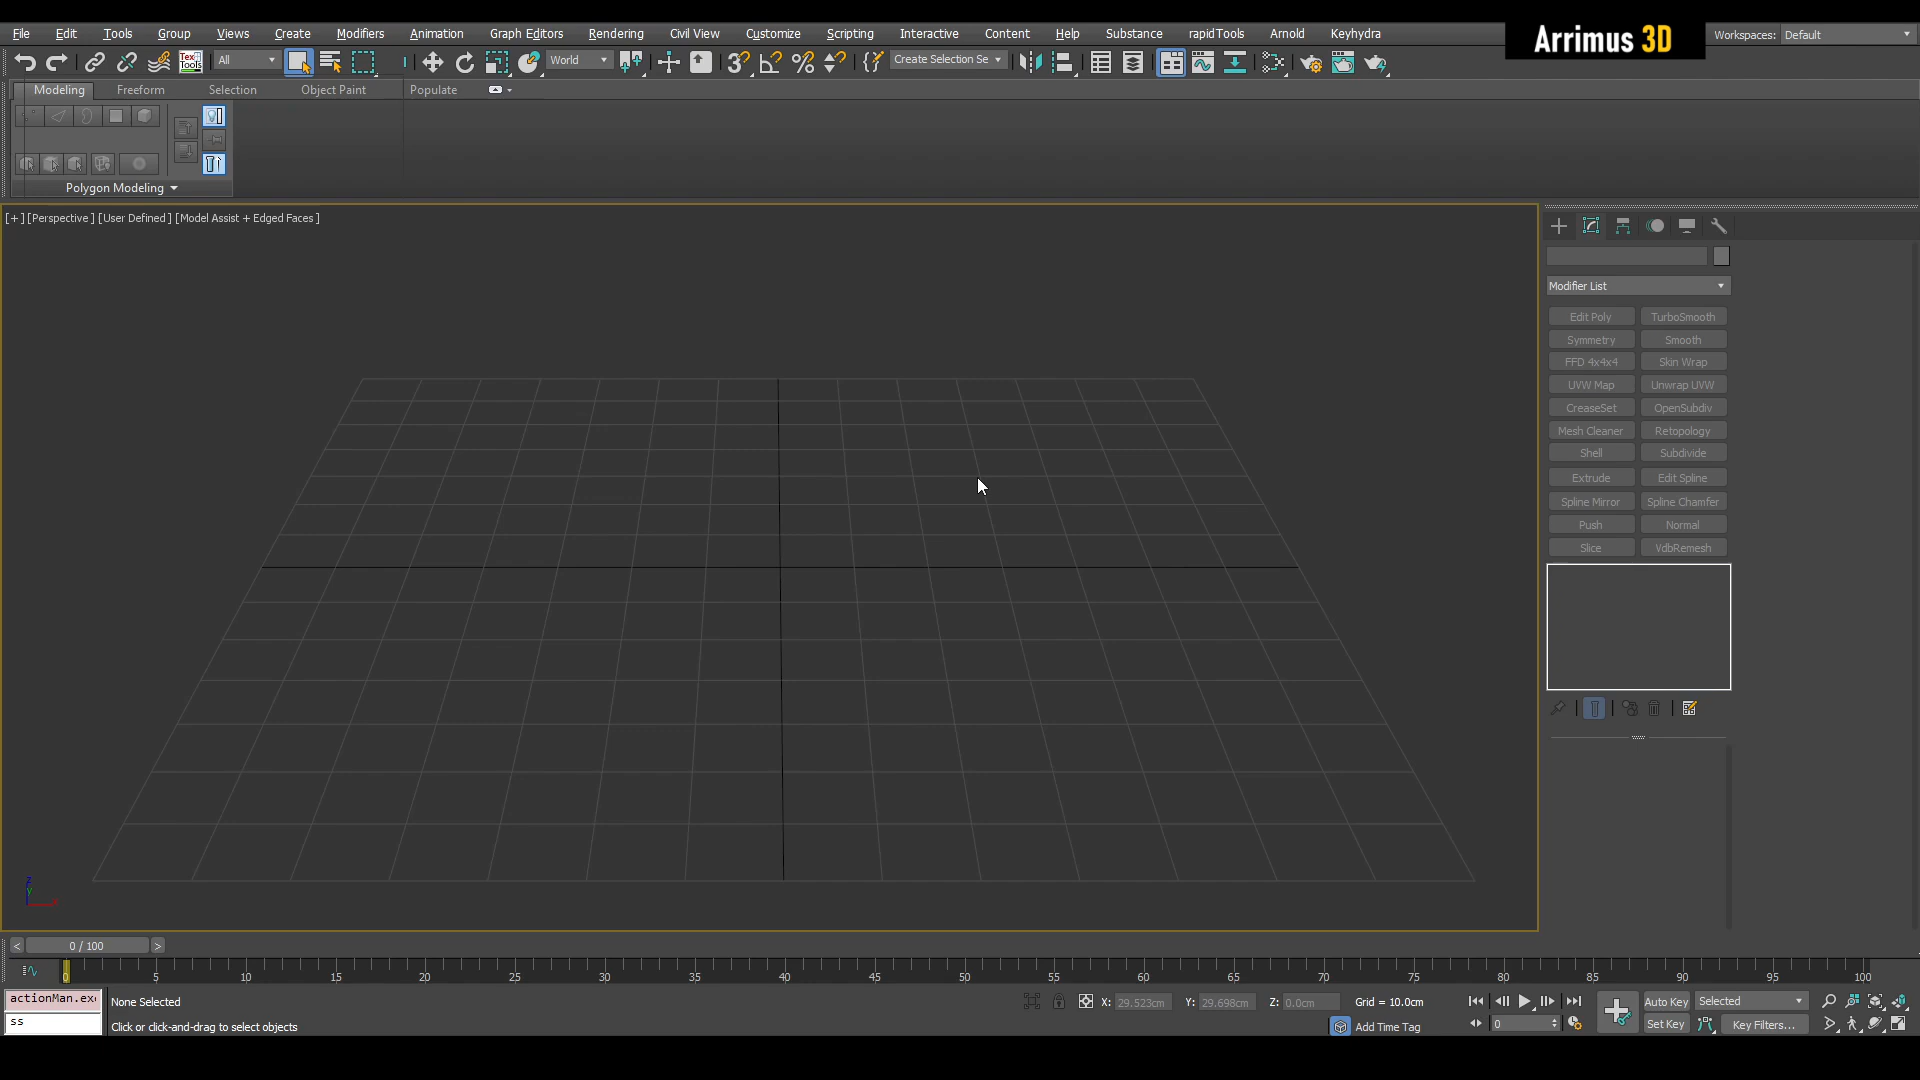 File Edit Tools Group Views Create Modifiers Animation Graph Editors Rendering Civil View Customize Scripting Interactive Content Help Substance rapidTools Arnold Keyhydra
Arrimus 3D
Workspaces: Default
Tex Tools
All
World
Create Selection Se
Modeling Freeform Selection Object Paint Populate
Polygon Modeling
[+] [Perspective] [User Defined] [Model Assist + Edged Faces]
Modifier List
Edit Poly TurboSmooth
Symmetry Smooth
FFD 4x4x4 Skin Wrap
UVW Map Unwrap UVW
CreaseSet OpenSubdiv
Mesh Cleaner Retopology
Shell Subdivide
Extrude Edit Spline
Spline Mirror Spline Chamfer
Push Normal
Slice VdbRemesh
z
y
< 0 / 100 >
0 5 10 15 20 25 30 35 40 45 50 55 60 65 70 75 80 85 90 95 100
actionMan.exe None Selected X: 29.523cm Y: 29.698cm Z: 0.0cm Grid = 10.0cm Auto Key Selected
ss Click or click-and-drag to select objects Add Time Tag 0 Set Key Key Filters...